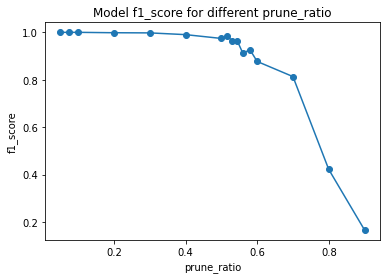 Model f1_score for different prune_ratio
1.0
0.8
0.6
0.4
0.2
f1_score
0.2 0.4 0.6 0.8
prune_ratio